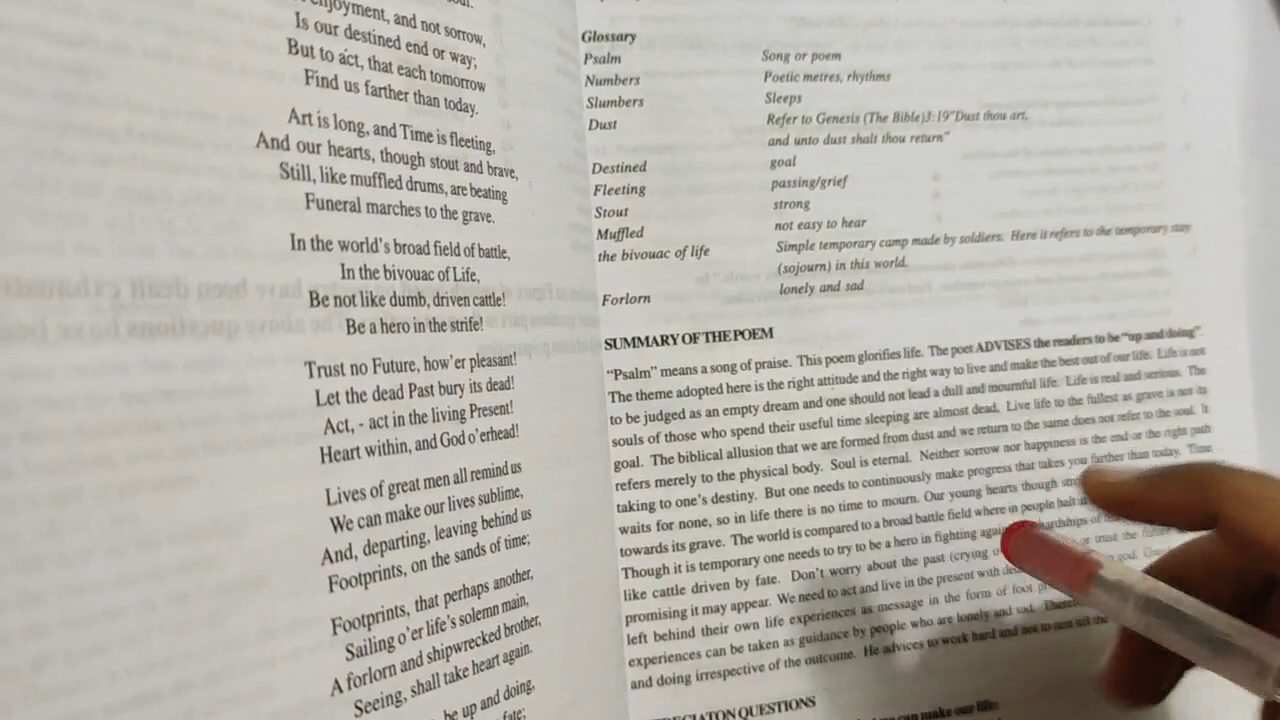 enjoyment, and not sorrow,
Is our destined end or way;
But to act, that each tomorrow
Find us farther than today.
Art is long, and Time is fleeting,
And our hearts, though stout and brave,
Still, like muffled drums, are beating
Funeral marches to the grave.
In the world's broad field of battle,
In the bivouac of Life,
Be not like dumb, driven cattle!
Be a hero in the strife!
Trust no Future, how'er pleasant!
Let the dead Past bury its dead!
Act, - act in the living Present!
Heart within, and God o'erhead!
Lives of great men all remind us
We can make our lives sublime,
And, departing, leaving behind us
Footprints, on the sands of time;
Footprints, that perhaps another,
Sailing o'er life's solemn main,
A forlorn and shipwrecked brother,
Seeing, shall take heart again.
be up and doing,
fate;
Glossary
Psalm Song or poem
Numbers Poetic metres, rhythms
Slumbers Sleeps
Dust Refer to Genesis (The Bible)3:19"Dust thou art,
and unto dust shalt thou return"
Destined goal
Fleeting passing/grief
Stout strong
Muffled not easy to hear
the bivouac of life Simple temporary camp made by soldiers. Here it refers to the temporary stay
(sojourn) in this world.
Forlorn lonely and sad
SUMMARY OF THE POEM
"Psalm" means a song of praise. This poem glorifies life. The poet ADVISES the readers to be "up and doing".
The theme adopted here is the right attitude and the right way to live and make the best out of our life. Life is not
to be judged as an empty dream and one should not lead a dull and mournful life. Life is real and serious. The
souls of those who spend their useful time sleeping are almost dead. Live life to the fullest as grave is not its
goal. The biblical allusion that we are formed from dust and we return to the same does not refer to the soul. It
refers merely to the physical body. Soul is eternal. Neither sorrow nor happiness is the end or the right path
taking to one's destiny. But one needs to continuously make progress that takes you farther than today. Time
waits for none, so in life there is no time to mourn. Our young hearts though
towards its grave. The world is compared to a broad battle field where in people halt
Though it is temporary one needs to try to be a hero in fighting hardships of
like cattle driven by fate. Don't worry about the past (crying or trust the future
promising it may appear. We need to act and live in the present with god.
left behind their own life experiences as message in the form of foot
experiences can be taken as guidance by people who are lonely and sad.
and doing irrespective of the outcome. He advices to work hard and not to rest till the
QUESTIONS
can make our life: